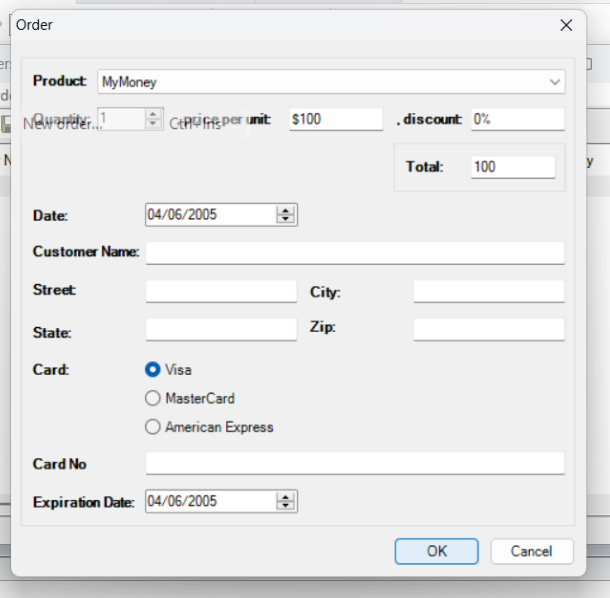 Order
Product: MyMoney
Quantity: 1 price per unit: $100 , discount: 0%
New order... Ctrl+Ins
Total: 100
Date: 04/06/2005
Customer Name:
Street: City:
State: Zip:
Card: Visa
MasterCard
American Express
Card No
Expiration Date: 04/06/2005
OK Cancel